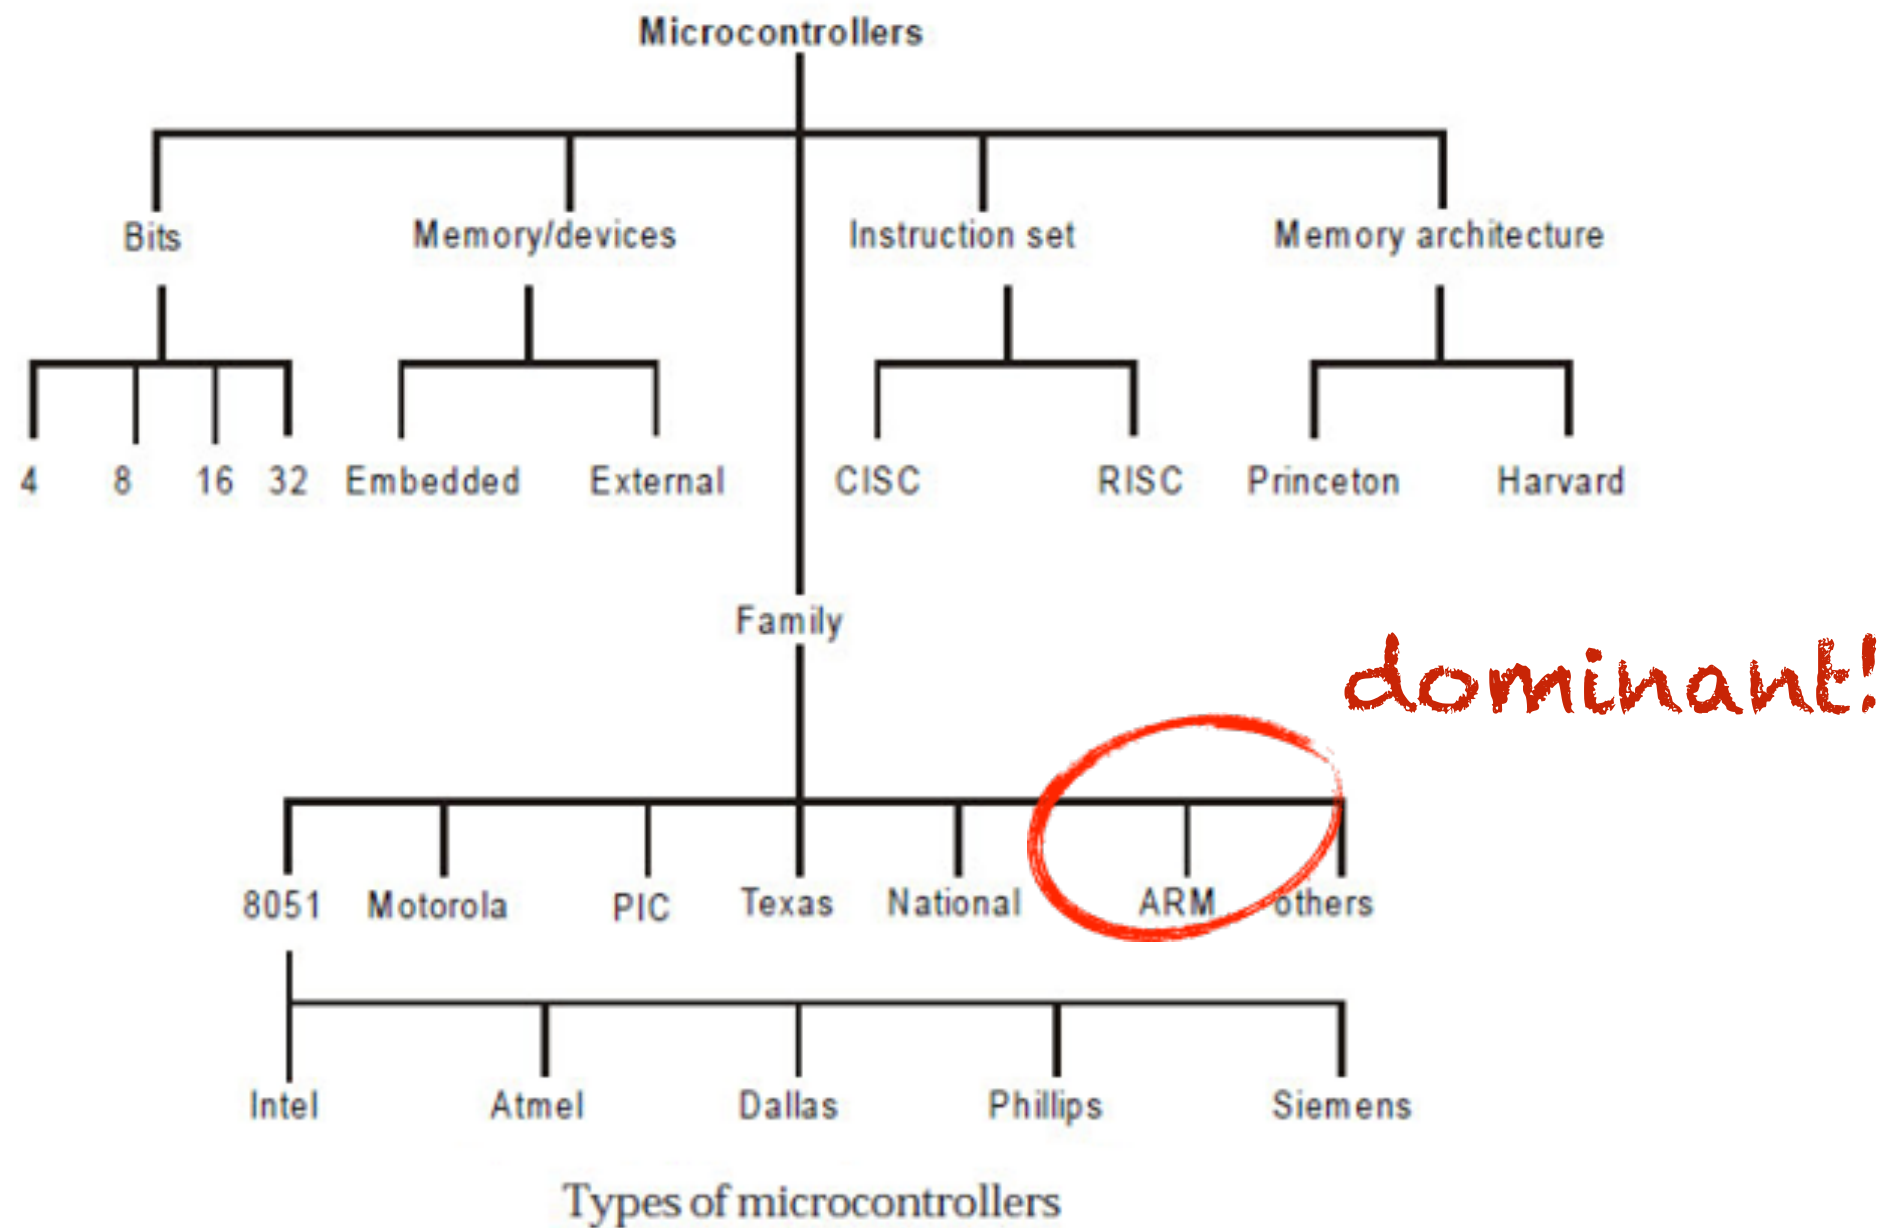 Microcontrollers
Bits Memory/devices Instruction set Memory architecture
4 8 16 32 Embedded External CISC RISC Princeton Harvard
Family
dominant!
8051 Motorola PIC Texas National ARM others
Intel Atmel Dallas Phillips Siemens
Types of microcontrollers